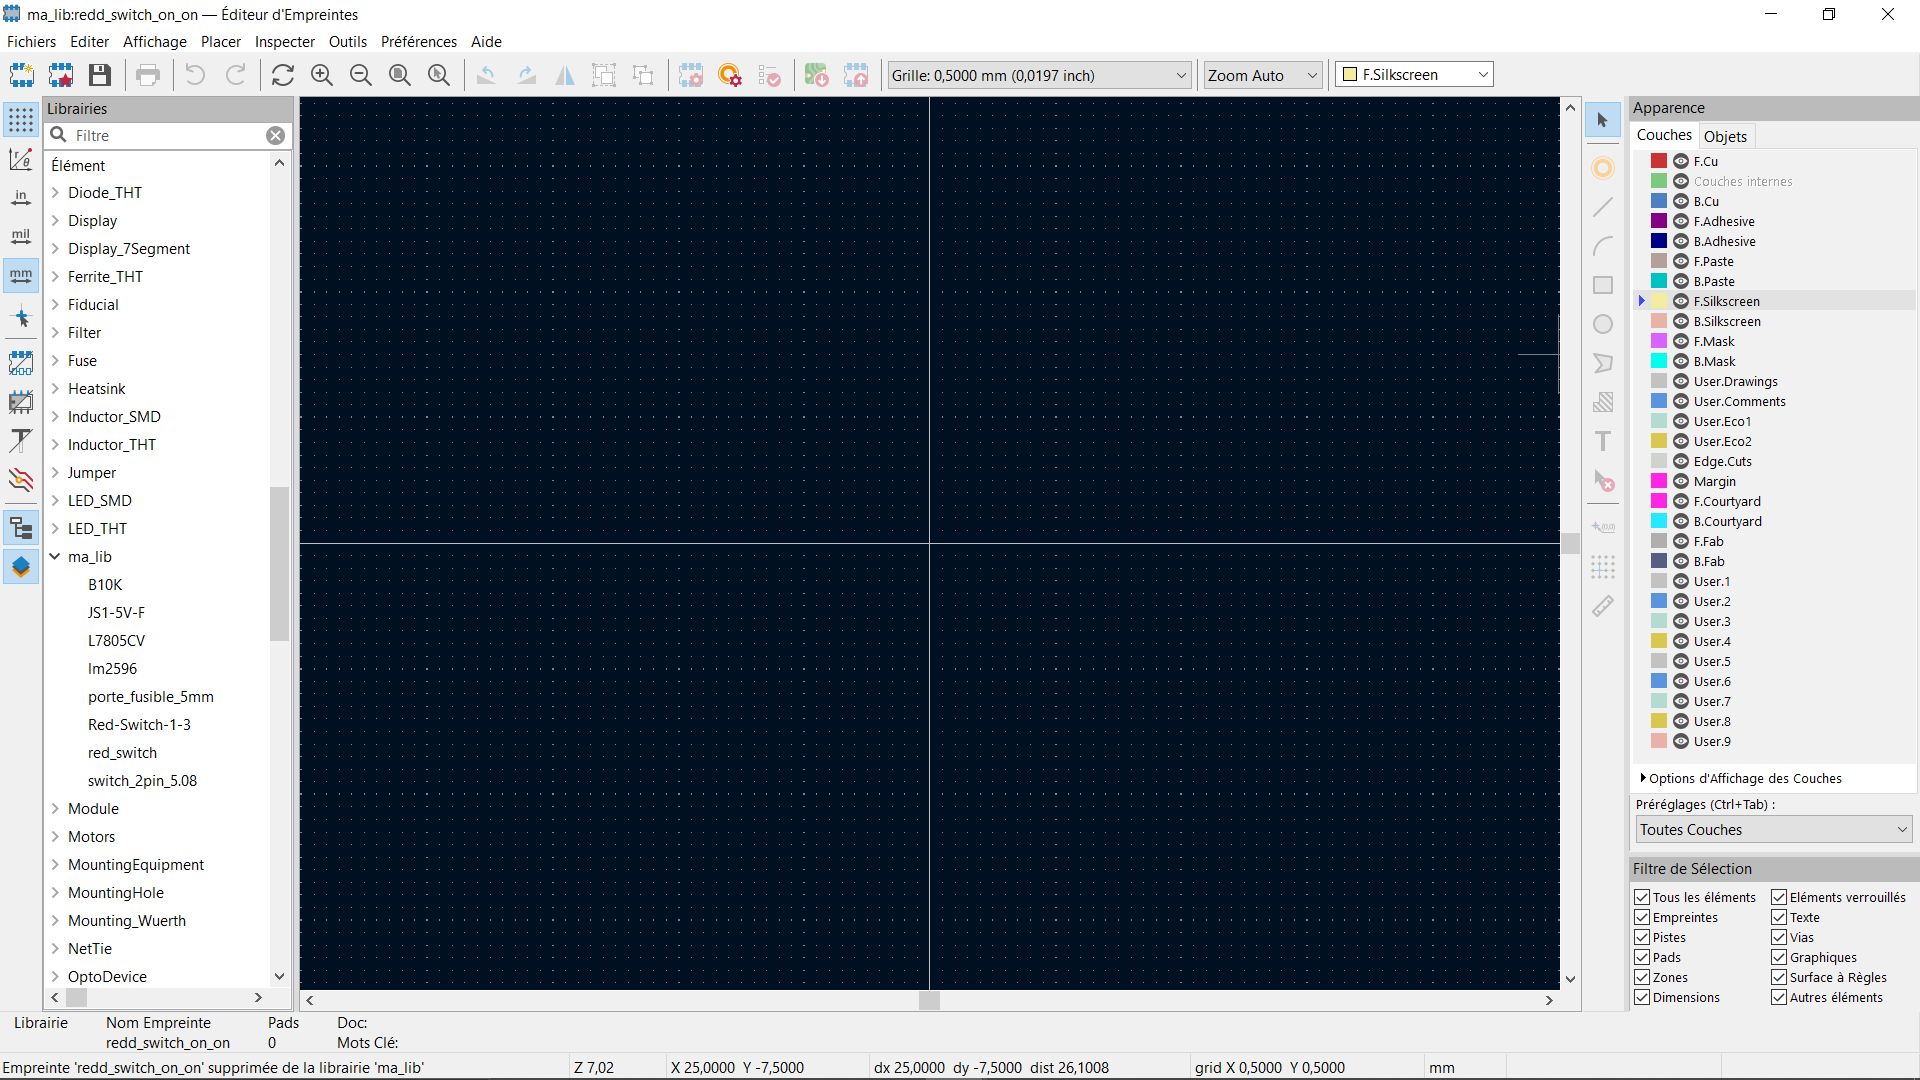 ma_lib:redd_switch_on_on — Éditeur d'Empreintes
Fichiers Editer Affichage Placer Inspecter Outils Préférences Aide
Grille: 0,5000 mm (0,0197 inch)
Zoom Auto
F.Silkscreen
Librairies
Filtre
Élément
Diode_THT
Display
Display_7Segment
Ferrite_THT
Fiducial
Filter
Fuse
Heatsink
Inductor_SMD
Inductor_THT
Jumper
LED_SMD
LED_THT
ma_lib
B10K
JS1-5V-F
L7805CV
lm2596
porte_fusible_5mm
Red-Switch-1-3
red_switch
switch_2pin_5.08
Module
Motors
MountingEquipment
MountingHole
Mounting_Wuerth
NetTie
OptoDevice
r θ
in
mil
mm
T
T
(0,0)
Apparence
Couches Objets
F.Cu
Couches internes
B.Cu
F.Adhesive
B.Adhesive
F.Paste
B.Paste
F.Silkscreen
B.Silkscreen
F.Mask
B.Mask
User.Drawings
User.Comments
User.Eco1
User.Eco2
Edge.Cuts
Margin
F.Courtyard
B.Courtyard
F.Fab
B.Fab
User.1
User.2
User.3
User.4
User.5
User.6
User.7
User.8
User.9
Options d'Affichage des Couches
Préréglages (Ctrl+Tab) :
Toutes Couches
Filtre de Sélection
Tous les éléments Eléments verrouillés
Empreintes Texte
Pistes Vias
Pads Graphiques
Zones Surface à Règles
Dimensions Autres éléments
Librairie Nom Empreinte Pads Doc:
redd_switch_on_on 0 Mots Clé:
Empreinte 'redd_switch_on_on' supprimée de la librairie 'ma_lib' Z 7,02 X 25,0000 Y -7,5000 dx 25,0000 dy -7,5000 dist 26,1008 grid X 0,5000 Y 0,5000 mm